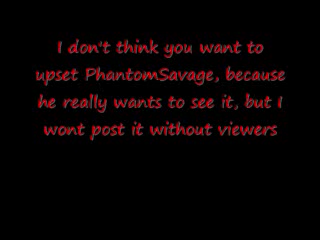 I don't think you want to
upset PhantomSavage, because
he really wants to see it, but I
wont post it without viewers